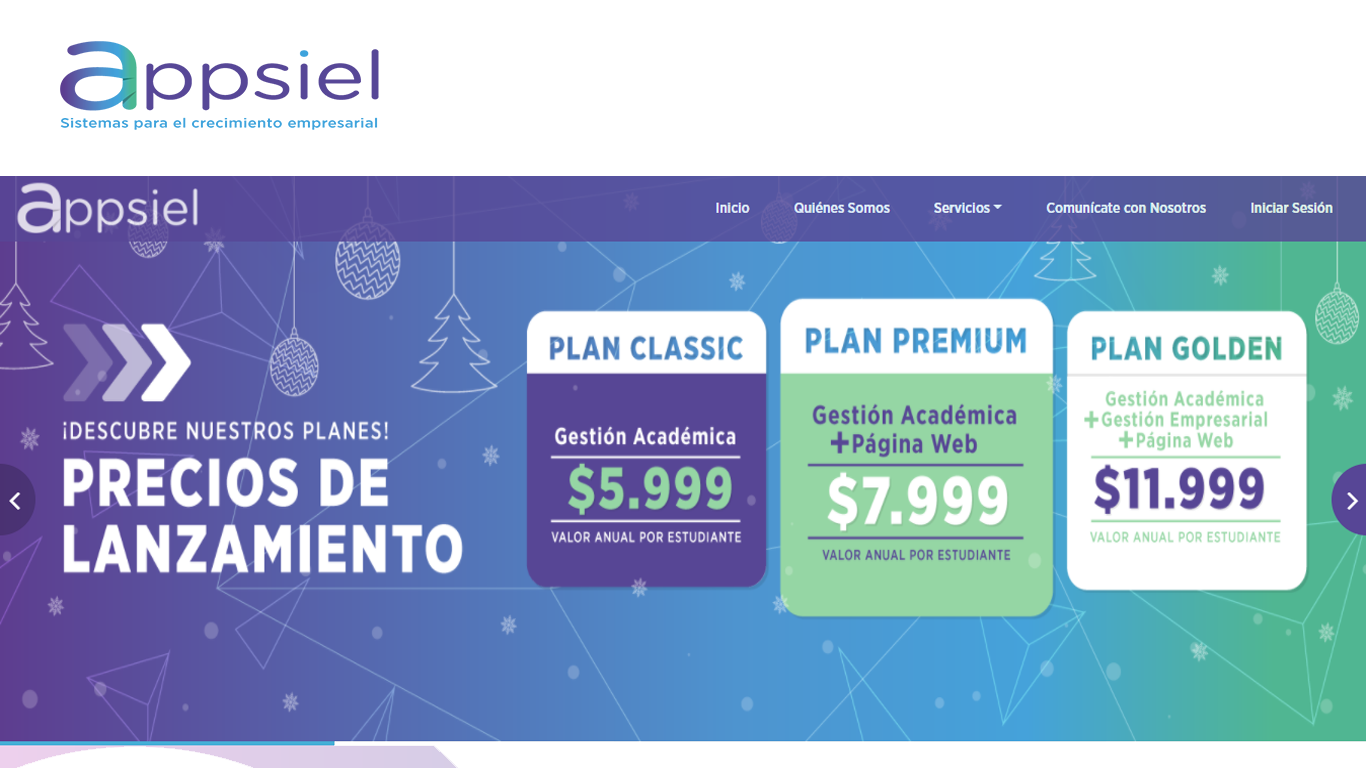 appsiel
Sistemas para el crecimiento empresarial
appsiel
Inicio
Quiénes Somos
Servicios
Comunícate con Nosotros
Iniciar Sesión
¡DESCUBRE NUESTROS PLANES!
PRECIOS DE
LANZAMIENTO
PLAN CLASSIC
Gestión Académica
$5.999
VALOR ANUAL POR ESTUDIANTE
PLAN PREMIUM
Gestión Académica
+Página Web
$7.999
VALOR ANUAL POR ESTUDIANTE
PLAN GOLDEN
Gestión Académica
+Gestión Empresarial
+Página Web
$11.999
VALOR ANUAL POR ESTUDIANTE